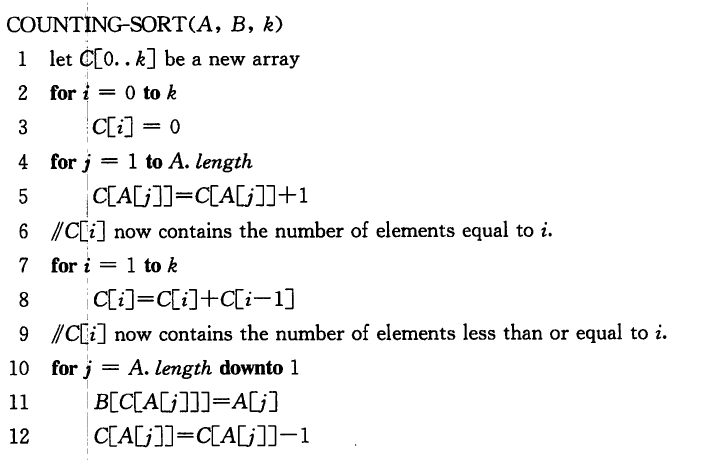 COUNTING-SORT(A, B, k)
1 let C[0..k] be a new array
2 for i = 0 to k
3 C[i] = 0
4 for j = 1 to A. length
5 C[A[j]]=C[A[j]]+1
6 //C[i] now contains the number of elements equal to i.
7 for i = 1 to k
8 C[i]=C[i]+C[i-1]
9 //C[i] now contains the number of elements less than or equal to i.
10 for j = A. length downto 1
11 B[C[A[j]]]=A[j]
12 C[A[j]]=C[A[j]]-1